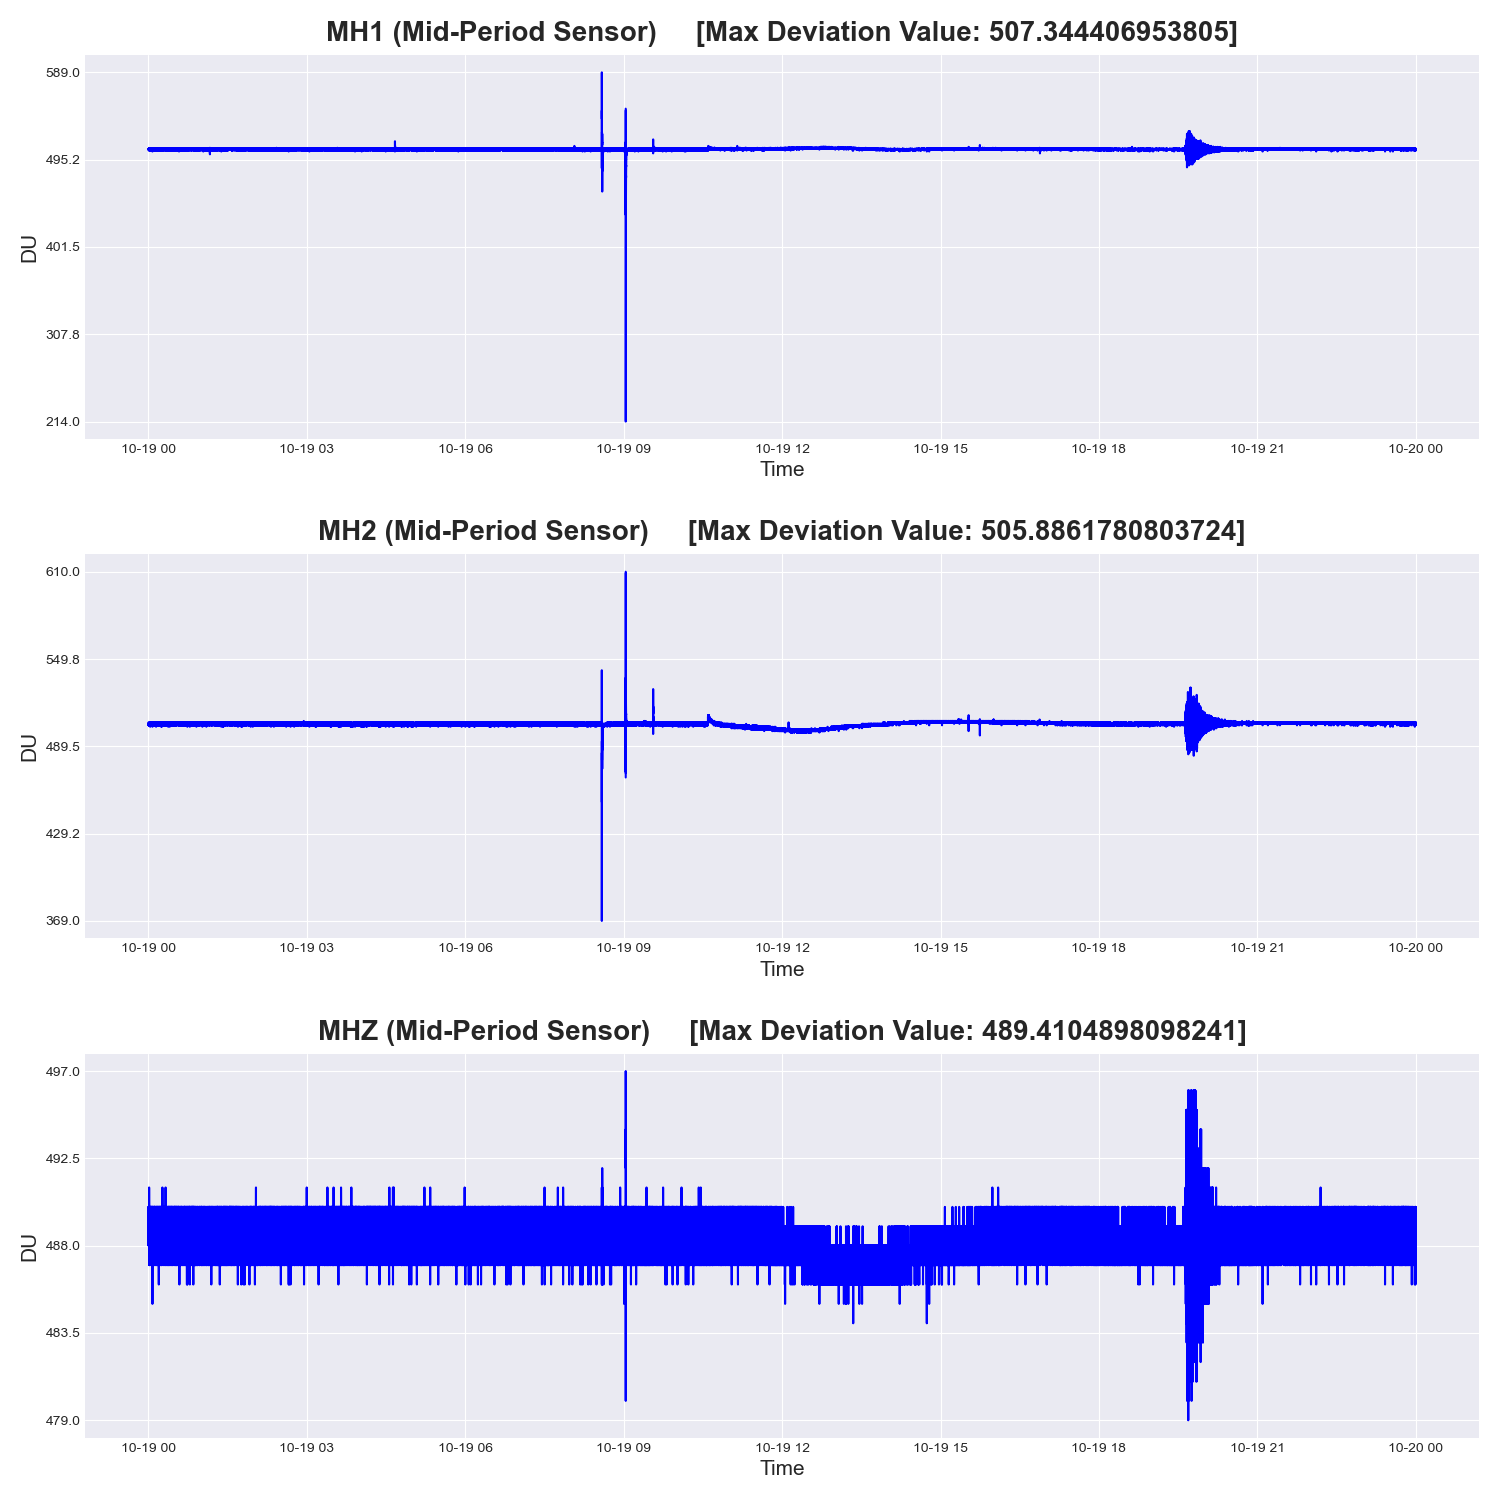 MH1 (Mid-Period Sensor)     [Max Deviation Value: 507.344406953805]
589.0
495.2
401.5
307.8
214.0
DU
10-19 00 10-19 03 10-19 06 10-19 09 10-19 12 10-19 15 10-19 18 10-19 21 10-20 00
Time
MH2 (Mid-Period Sensor)     [Max Deviation Value: 505.8861780803724]
610.0
549.8
489.5
429.2
369.0
DU
10-19 00 10-19 03 10-19 06 10-19 09 10-19 12 10-19 15 10-19 18 10-19 21 10-20 00
Time
MHZ (Mid-Period Sensor)     [Max Deviation Value: 489.4104898098241]
497.0
492.5
488.0
483.5
479.0
DU
10-19 00 10-19 03 10-19 06 10-19 09 10-19 12 10-19 15 10-19 18 10-19 21 10-20 00
Time